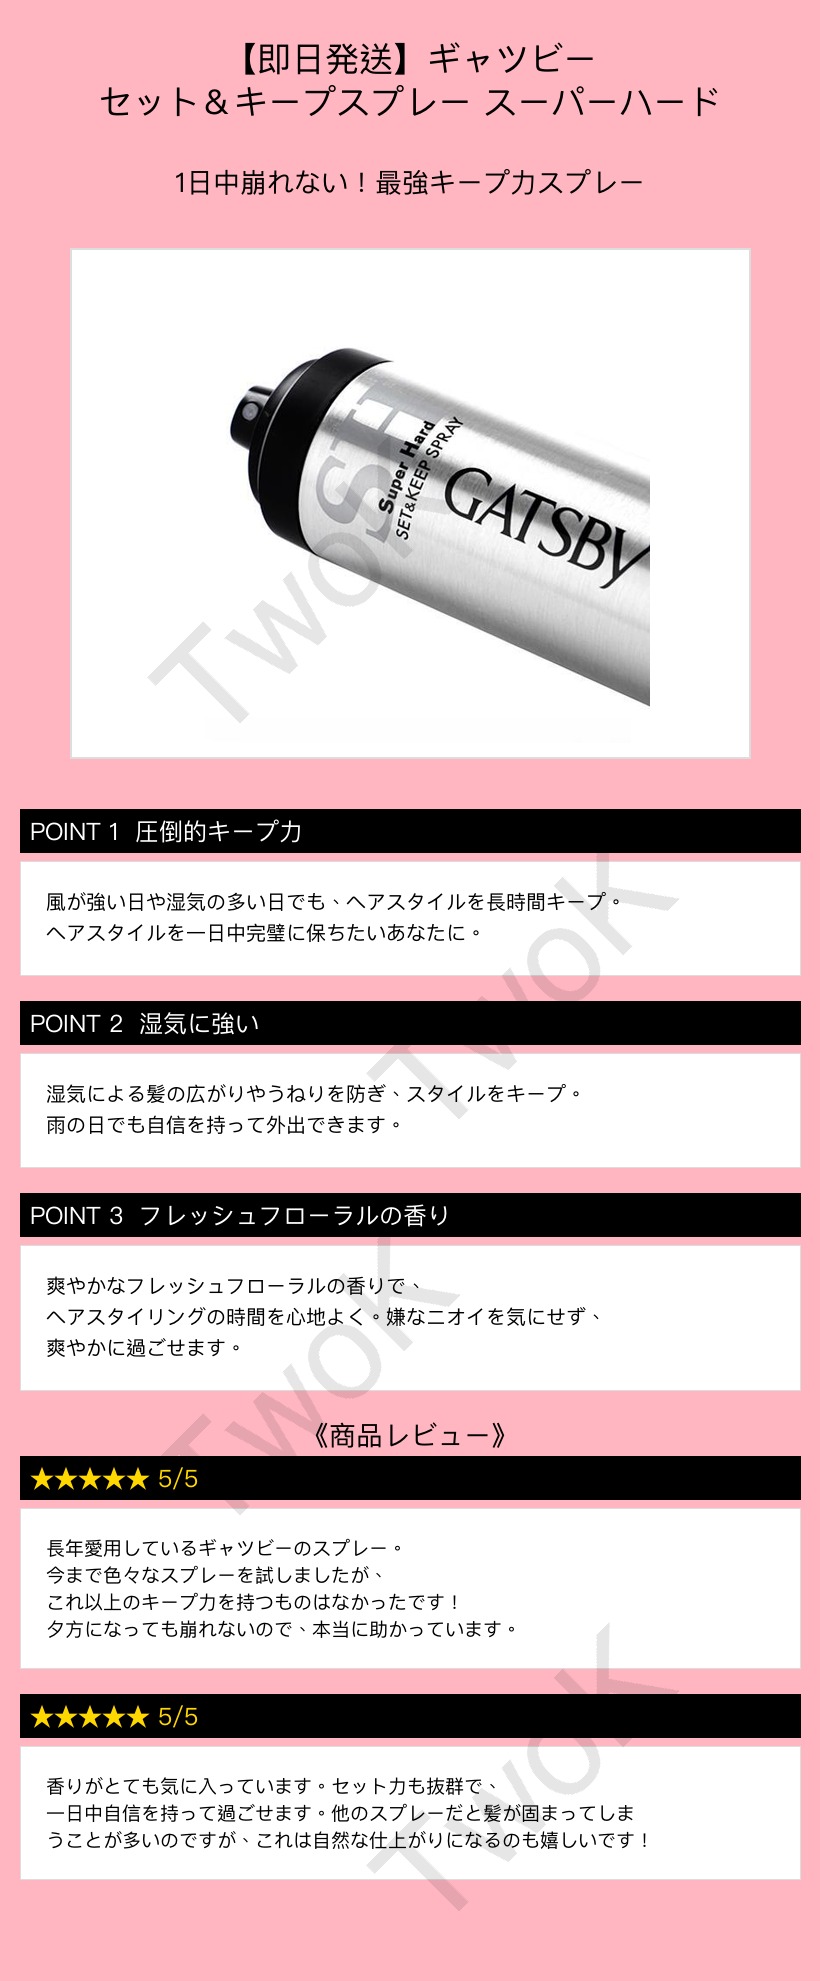 【即日発送】ギャツビー
セット＆キープスプレー スーパーハード
1日中崩れない！最強キープ力スプレー
SH
Super Hard
SET&KEEP SPRAY
GATSBY
TwoK
POINT 1 圧倒的キープ力
風が強い日や湿気の多い日でも、ヘアスタイルを長時間キープ。
ヘアスタイルを一日中完璧に保ちたいあなたに。
TwoK
POINT 2 湿気に強い
湿気による髪の広がりやうねりを防ぎ、スタイルをキープ。
雨の日でも自信を持って外出できます。
POINT 3 フレッシュフローラルの香り
爽やかなフレッシュフローラルの香りで、
ヘアスタイリングの時間を心地よく。嫌なニオイを気にせず、
爽やかに過ごせます。
TwoK
《商品レビュー》
★★★★★ 5/5
長年愛用しているギャツビーのスプレー。
今まで色々なスプレーを試しましたが、
これ以上のキープ力を持つものはなかったです！
夕方になっても崩れないので、本当に助かっています。
★★★★★ 5/5
香りがとても気に入っています。セット力も抜群で、
一日中自信を持って過ごせます。他のスプレーだと髪が固まってしま
うことが多いのですが、これは自然な仕上がりになるのも嬉しいです！
TwoK